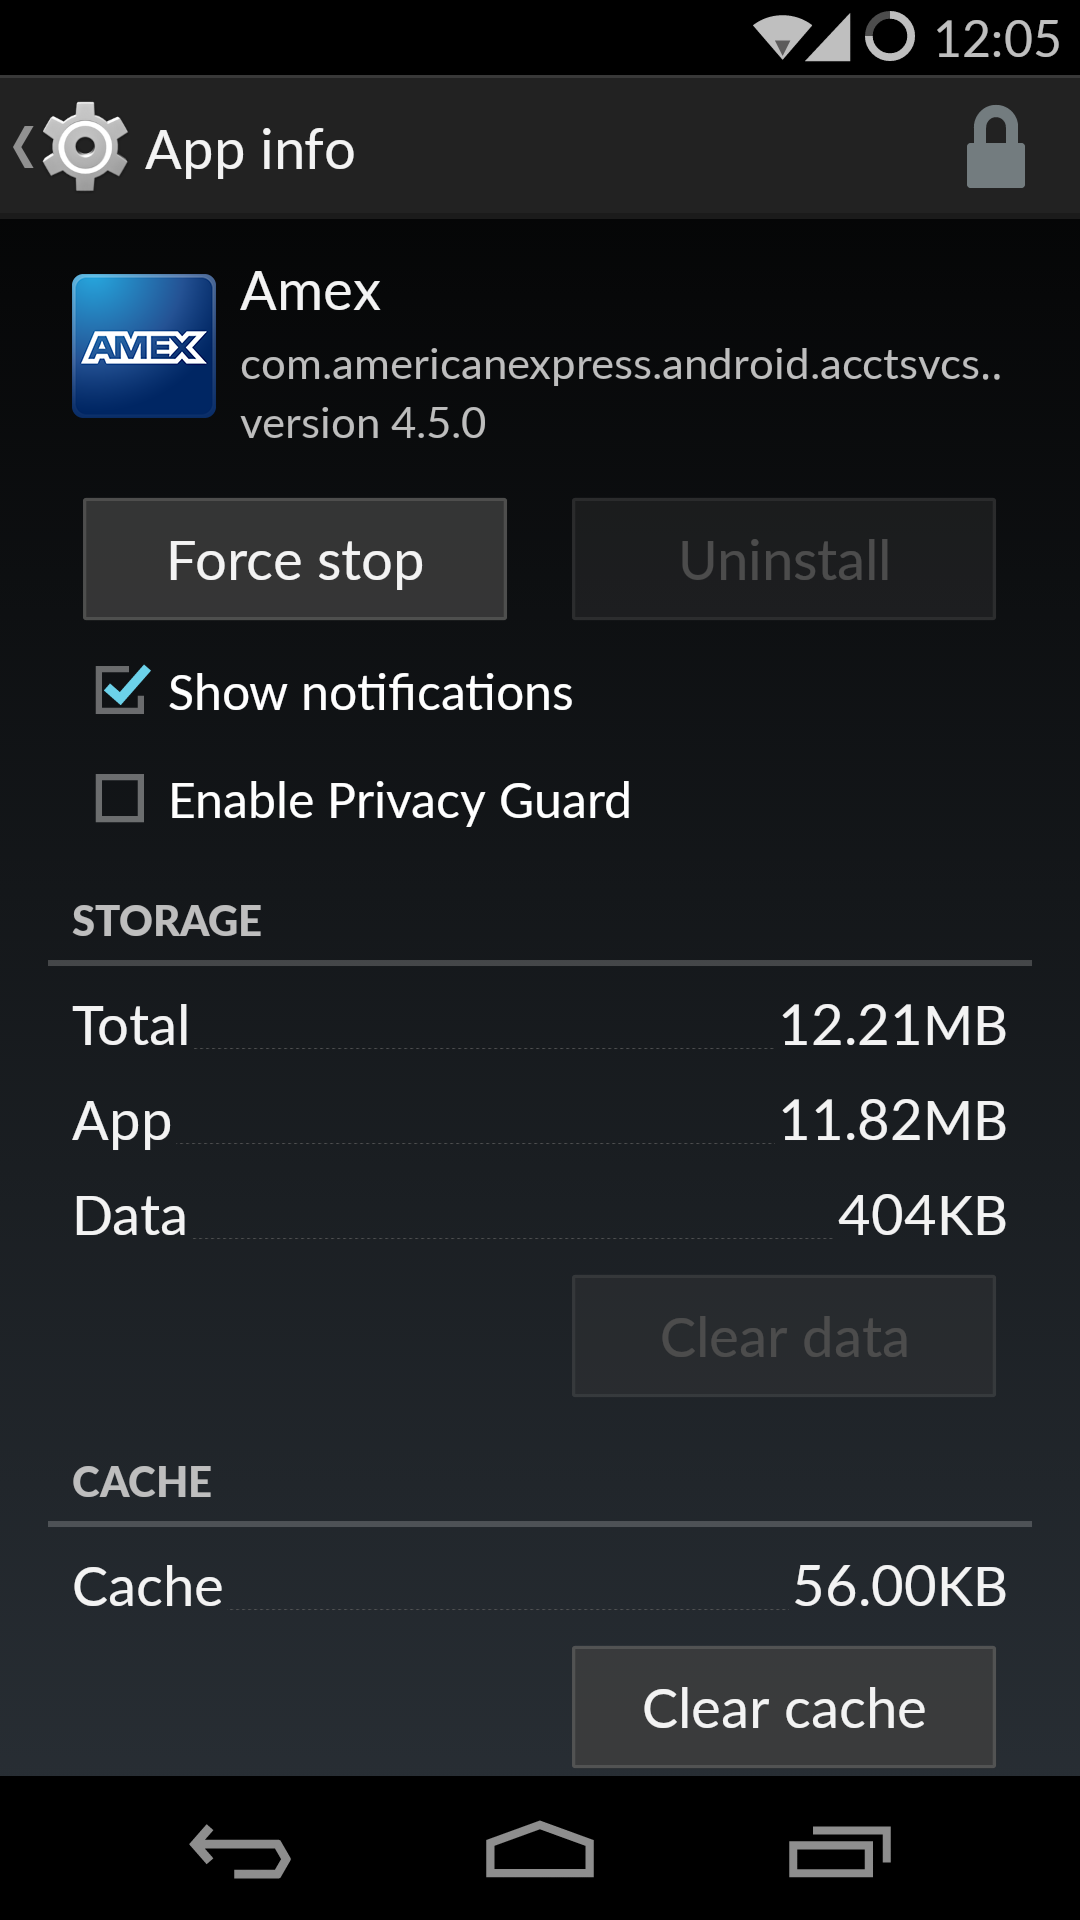 12:05
App info
AMEX
Amex
com.americanexpress.android.acctsvcs..
version 4.5.0
Force stop
Uninstall
Show notifications
Enable Privacy Guard
STORAGE
Total 12.21MB
App 11.82MB
Data 404KB
Clear data
CACHE
Cache 56.00KB
Clear cache